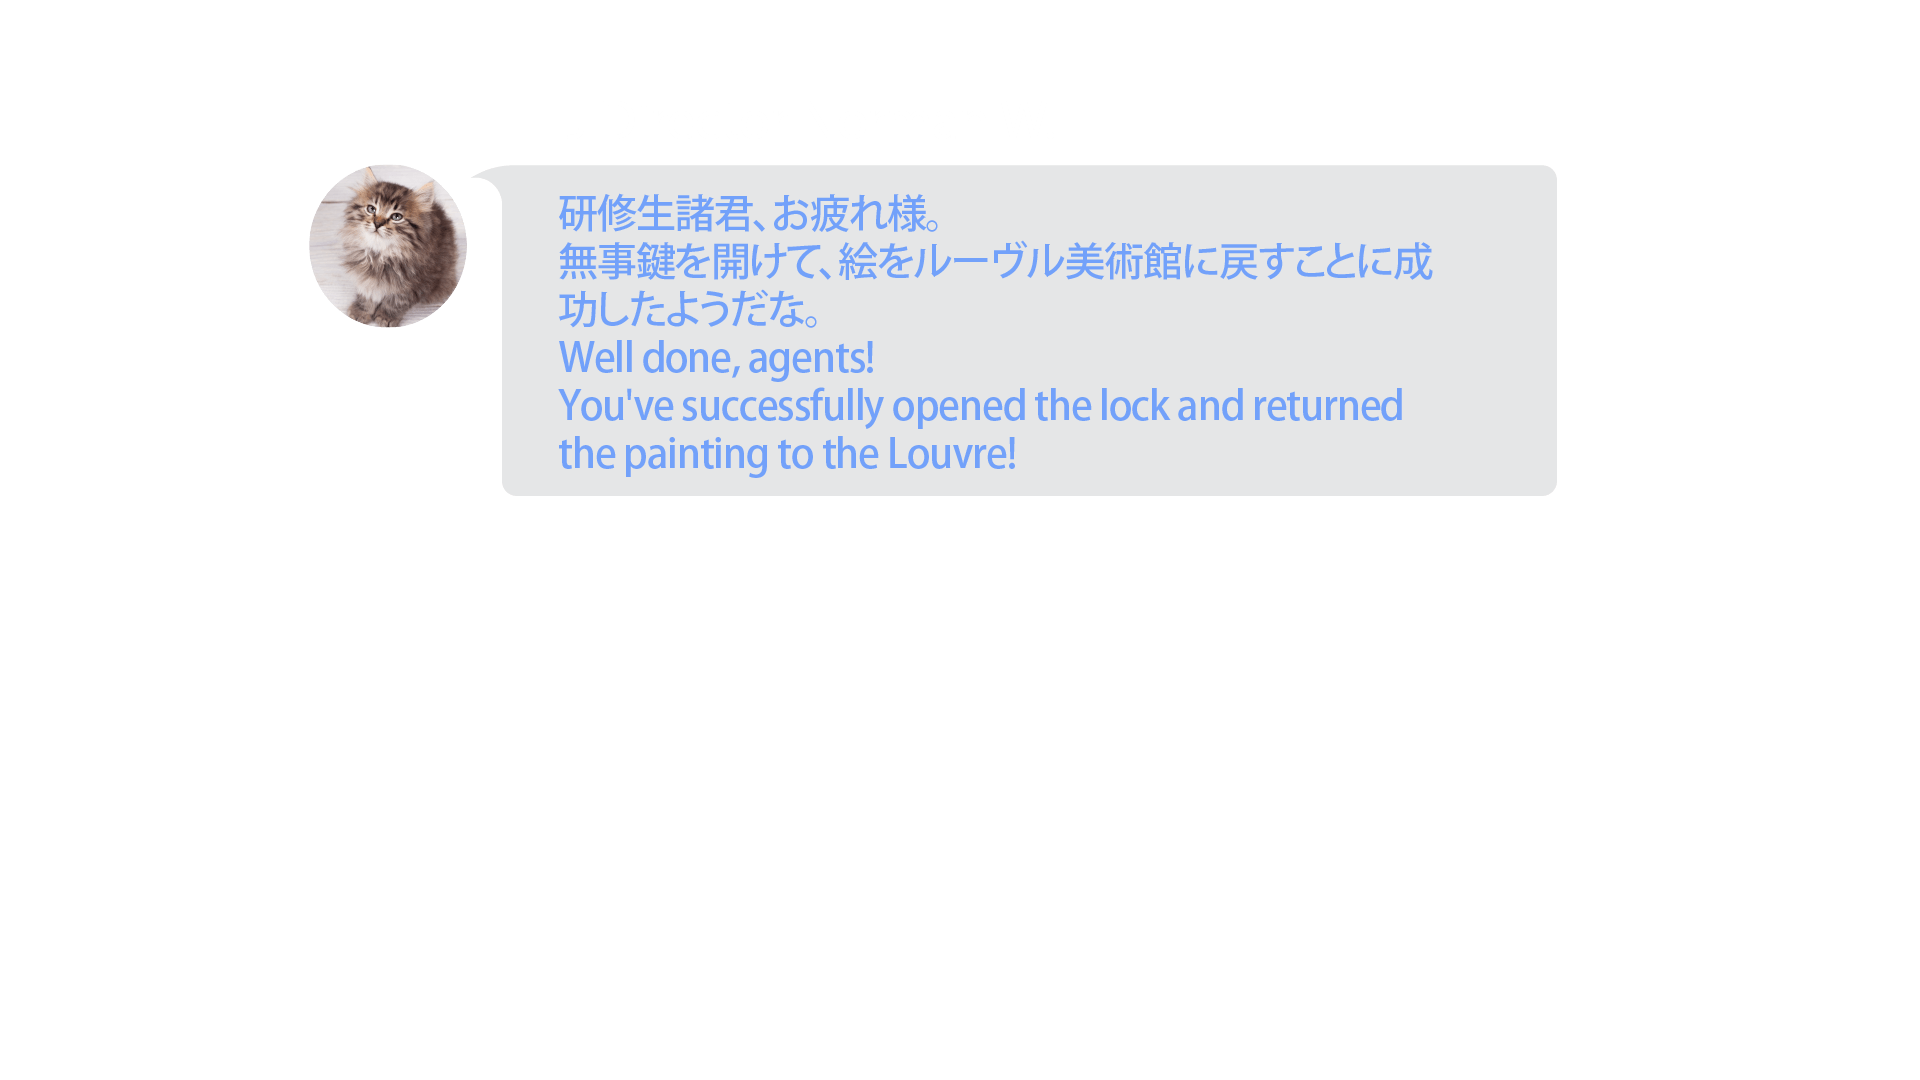 研修生諸君、お疲れ様。
無事鍵を開けて、絵をルーヴル美術館に戻すことに成
功したようだな。
Well done, agents!
You've successfully opened the lock and returned
the painting to the Louvre!